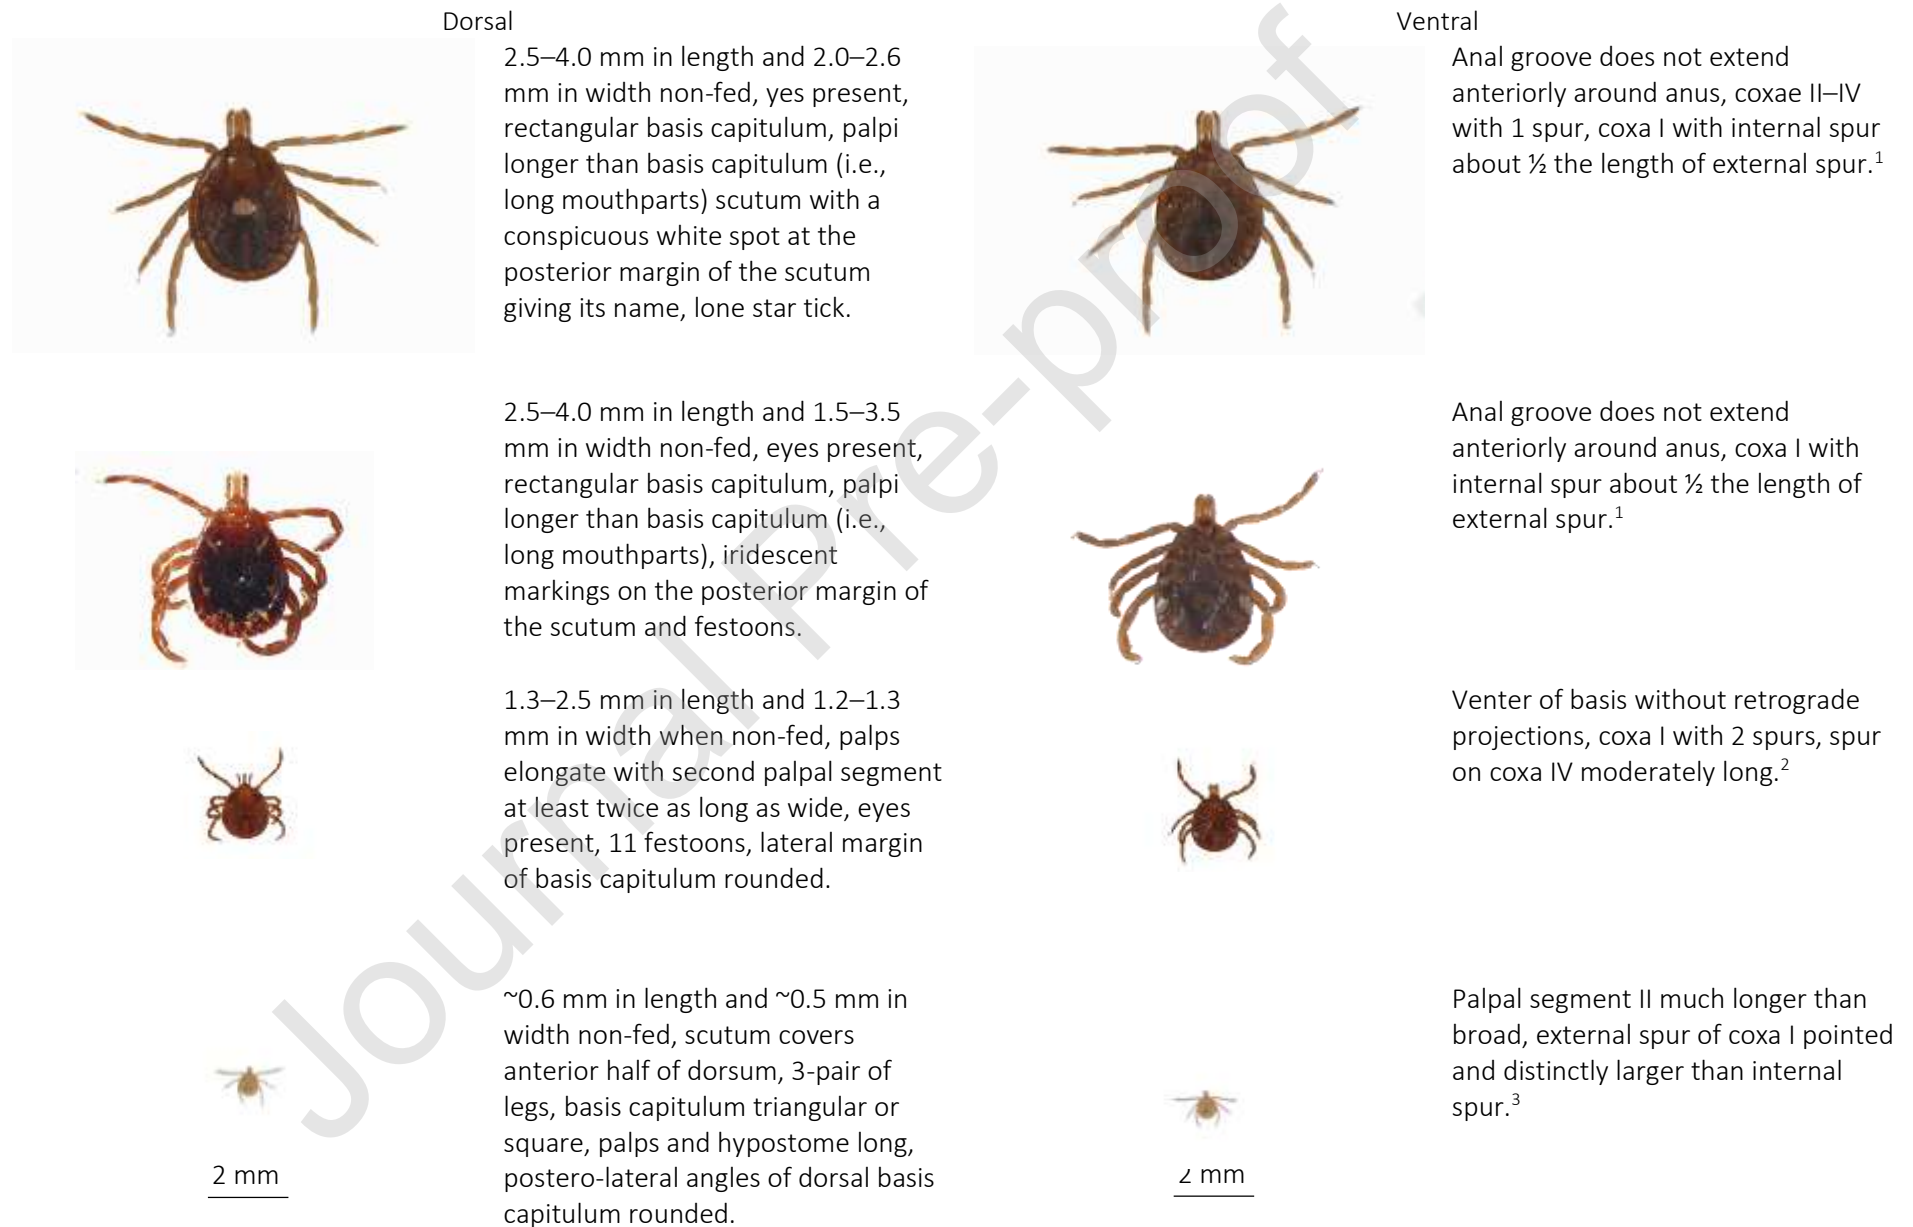 Dorsal
Ventral
2.5–4.0 mm in length and 2.0–2.6
mm in width non-fed, yes present,
rectangular basis capitulum, palpi
longer than basis capitulum (i.e.,
long mouthparts) scutum with a
conspicuous white spot at the
posterior margin of the scutum
giving its name, lone star tick.
Anal groove does not extend
anteriorly around anus, coxae II–IV
with 1 spur, coxa I with internal spur
about ½ the length of external spur.¹
2.5–4.0 mm in length and 1.5–3.5
mm in width non-fed, eyes present,
rectangular basis capitulum, palpi
longer than basis capitulum (i.e.,
long mouthparts), iridescent
markings on the posterior margin of
the scutum and festoons.
Anal groove does not extend
anteriorly around anus, coxa I with
internal spur about ½ the length of
external spur.¹
1.3–2.5 mm in length and 1.2–1.3
mm in width when non-fed, palps
elongate with second palpal segment
at least twice as long as wide, eyes
present, 11 festoons, lateral margin
of basis capitulum rounded.
Venter of basis without retrograde
projections, coxa I with 2 spurs, spur
on coxa IV moderately long.²
~0.6 mm in length and ~0.5 mm in
width non-fed, scutum covers
anterior half of dorsum, 3-pair of
legs, basis capitulum triangular or
square, palps and hypostome long,
postero-lateral angles of dorsal basis
capitulum rounded.
Palpal segment II much longer than
broad, external spur of coxa I pointed
and distinctly larger than internal
spur.³
2 mm
2 mm
Journal Pre-proof